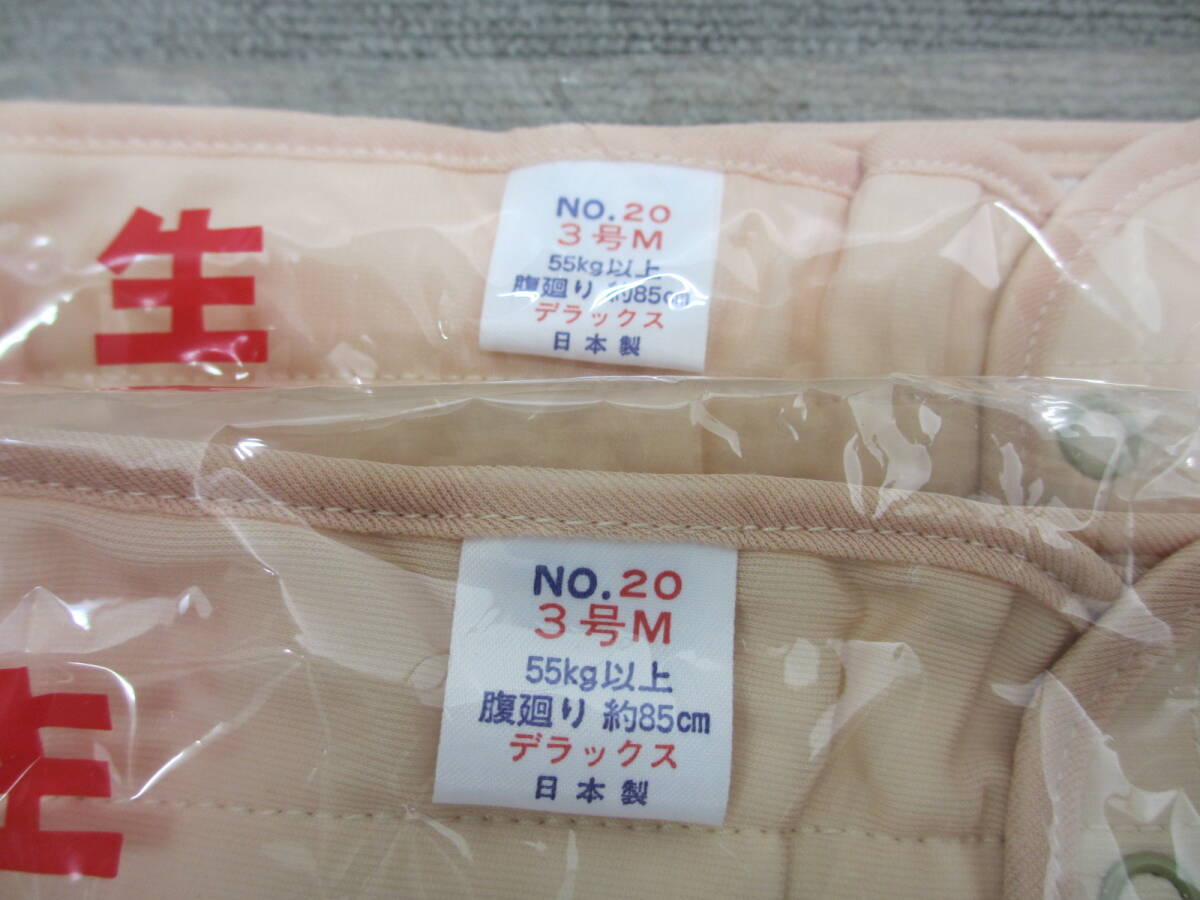 生
NO.20
3号M
55kg以上
腹廻り 約85cm
デラックス
日本製
生
NO.20
3号M
55kg以上
腹廻り 約85cm
デラックス
日本製